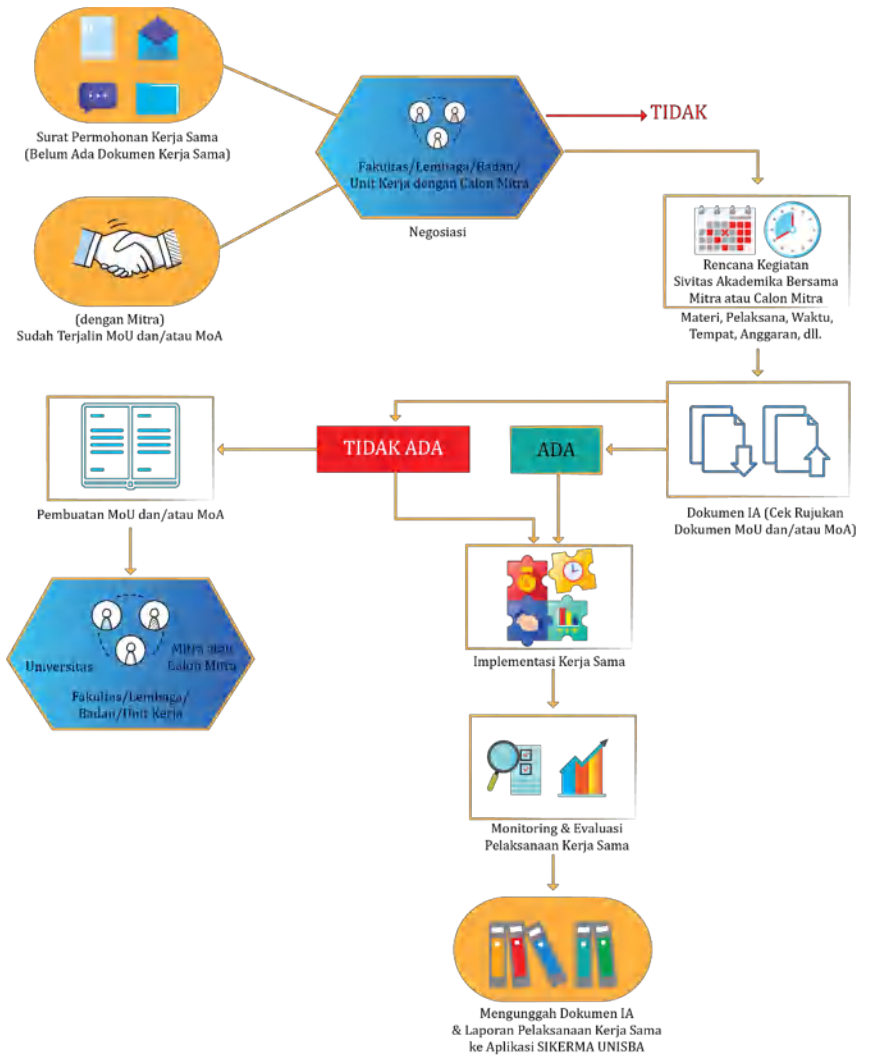 Surat Permohonan Kerja Sama
(Belum Ada Dokumen Kerja Sama)
Fakultas/Lembaga/Badan/
Unit Kerja dengan Calon Mitra
Negosiasi
TIDAK
(dengan Mitra)
Sudah Terjalin MoU dan/atau MoA
Rencana Kegiatan
Sivitas Akademika Bersama
Mitra atau Calon Mitra
Materi, Pelaksana, Waktu,
Tempat, Anggaran, dll.
Dokumen IA (Cek Rujukan
Dokumen MoU dan/atau MoA)
ADA
TIDAK ADA
Pembuatan MoU dan/atau MoA
Universitas
Mitra atau
Calon Mitra
Fakultas/Lembaga/
Badan/Unit Kerja
Implementasi Kerja Sama
Monitoring & Evaluasi
Pelaksanaan Kerja Sama
Mengunggah Dokumen IA
& Laporan Pelaksanaan Kerja Sama
ke Aplikasi SIKERMA UNISBA